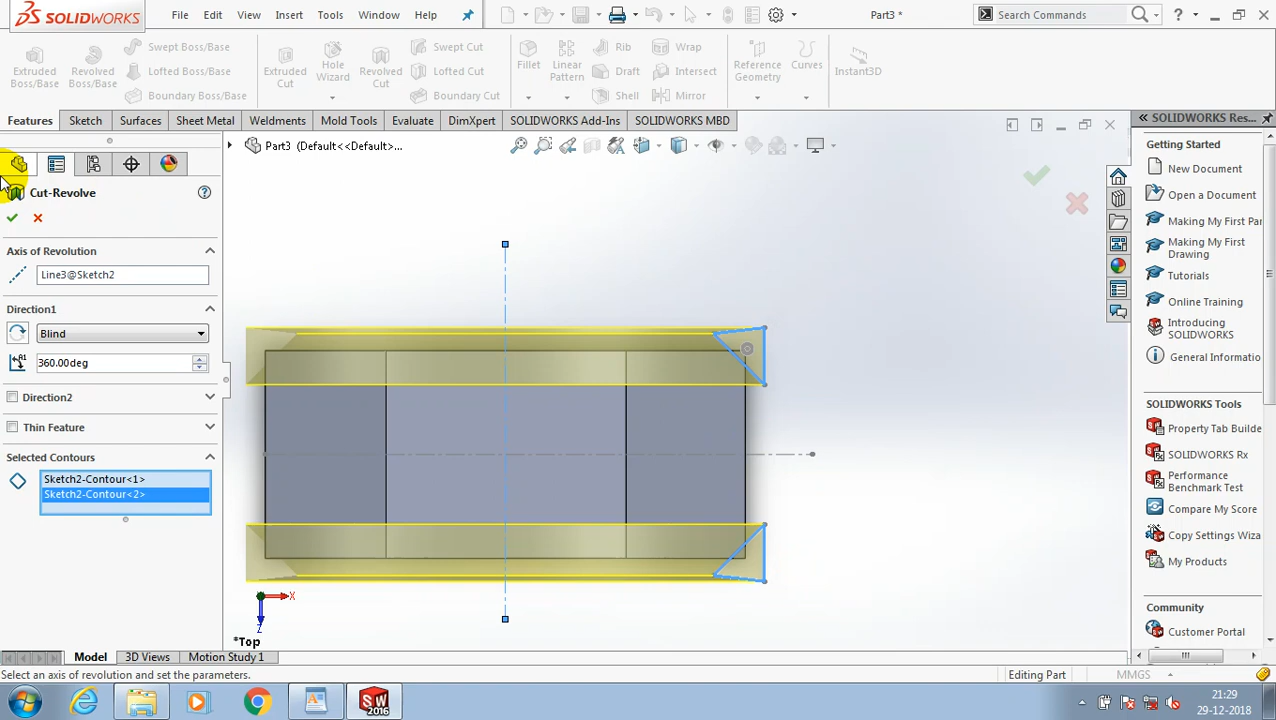 SOLIDWORKS
File Edit View Insert Tools Window Help
Part3 *
Search Commands
Extruded Boss/Base
Revolved Boss/Base
Swept Boss/Base
Lofted Boss/Base
Boundary Boss/Base
Extruded Cut
Hole Wizard
Revolved Cut
Swept Cut
Lofted Cut
Boundary Cut
Fillet
Linear Pattern
Rib
Draft
Shell
Wrap
Intersect
Mirror
Reference Geometry
Curves
Instant3D
Features Sketch Surfaces Sheet Metal Weldments Mold Tools Evaluate DimXpert SOLIDWORKS Add-Ins SOLIDWORKS MBD
Part3 (Default<<Default>...
Cut-Revolve
Axis of Revolution
Line3@Sketch2
Direction1
Blind
360.00deg
Direction2
Thin Feature
Selected Contours
Sketch2-Contour<1>
Sketch2-Contour<2>
X
Z
*Top
SOLIDWORKS Res...
Getting Started
New Document
Open a Document
Making My First Par
Making My First Drawing
Tutorials
Online Training
Introducing SOLIDWORKS
General Informatio
SOLIDWORKS Tools
Property Tab Builde
SOLIDWORKS Rx
Performance Benchmark Test
Compare My Score
Copy Settings Wiza
My Products
Community
Customer Portal
Model 3D Views Motion Study 1
Select an axis of revolution and set the parameters.
Editing Part
MMGS
SW 2016
21:29
29-12-2018